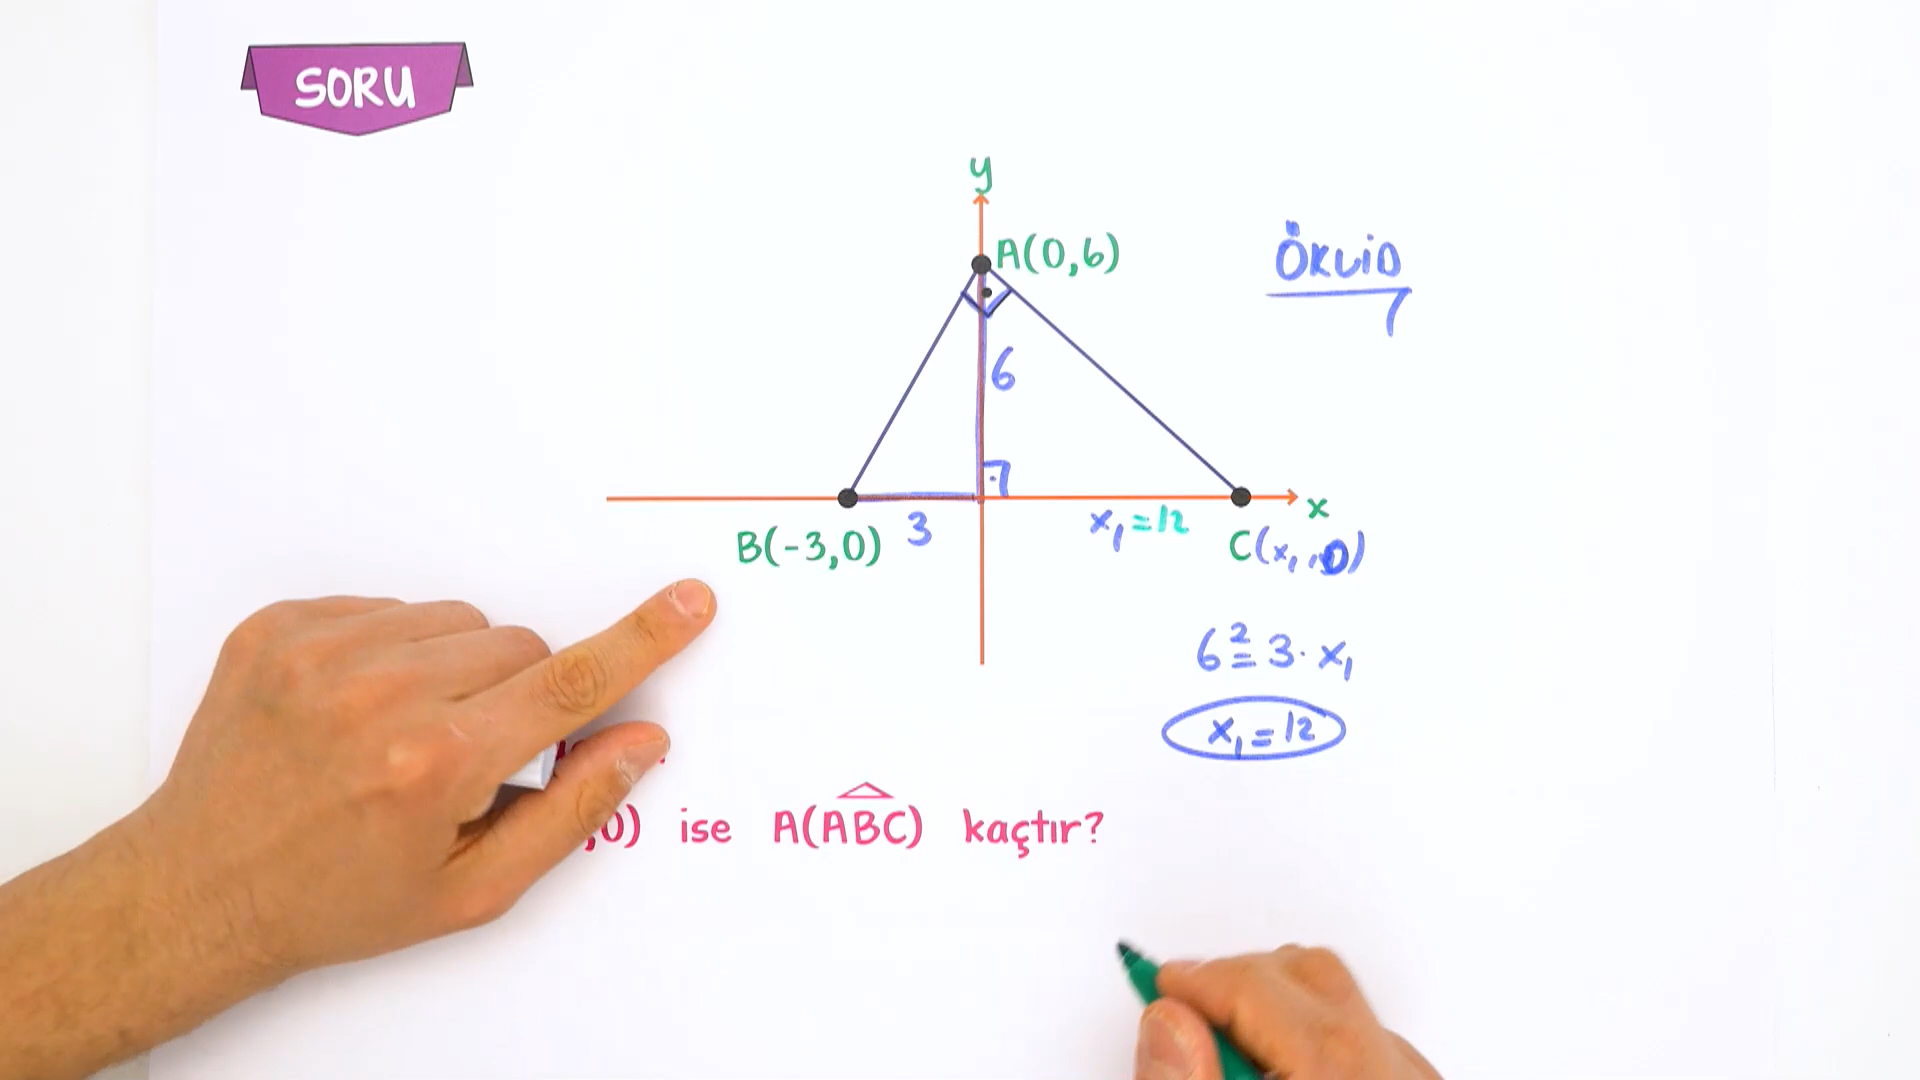 SORU
y
A(0,6)
ÖKLİD
6
x
B(-3,0)
3
x₁=12
C(x₁,0)
6²=3·x₁
x₁=12
,0) ise A(ABC) kaçtır?